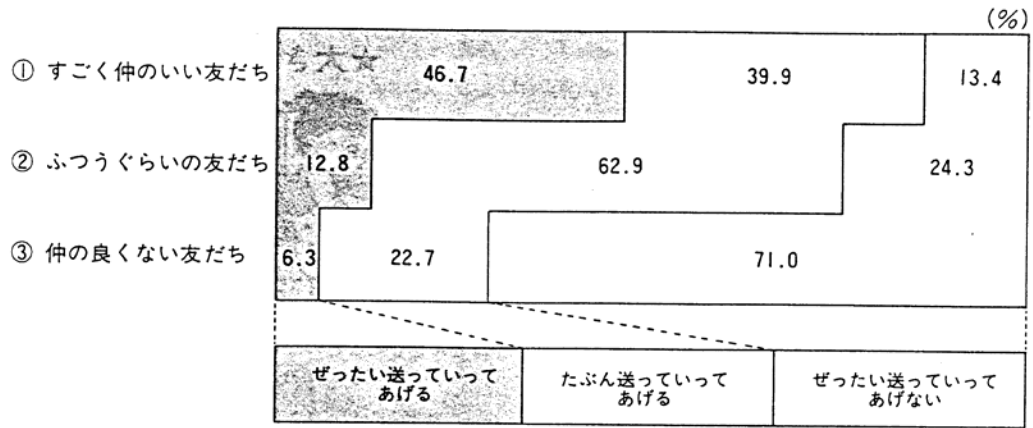 (%)
① すごく仲のいい友だち 46.7 39.9 13.4
② ふつうぐらいの友だち 12.8 62.9 24.3
③ 仲の良くない友だち 6.3 22.7 71.0
ぜったい送っていって
あげる
たぶん送っていって
あげる
ぜったい送っていって
あげない